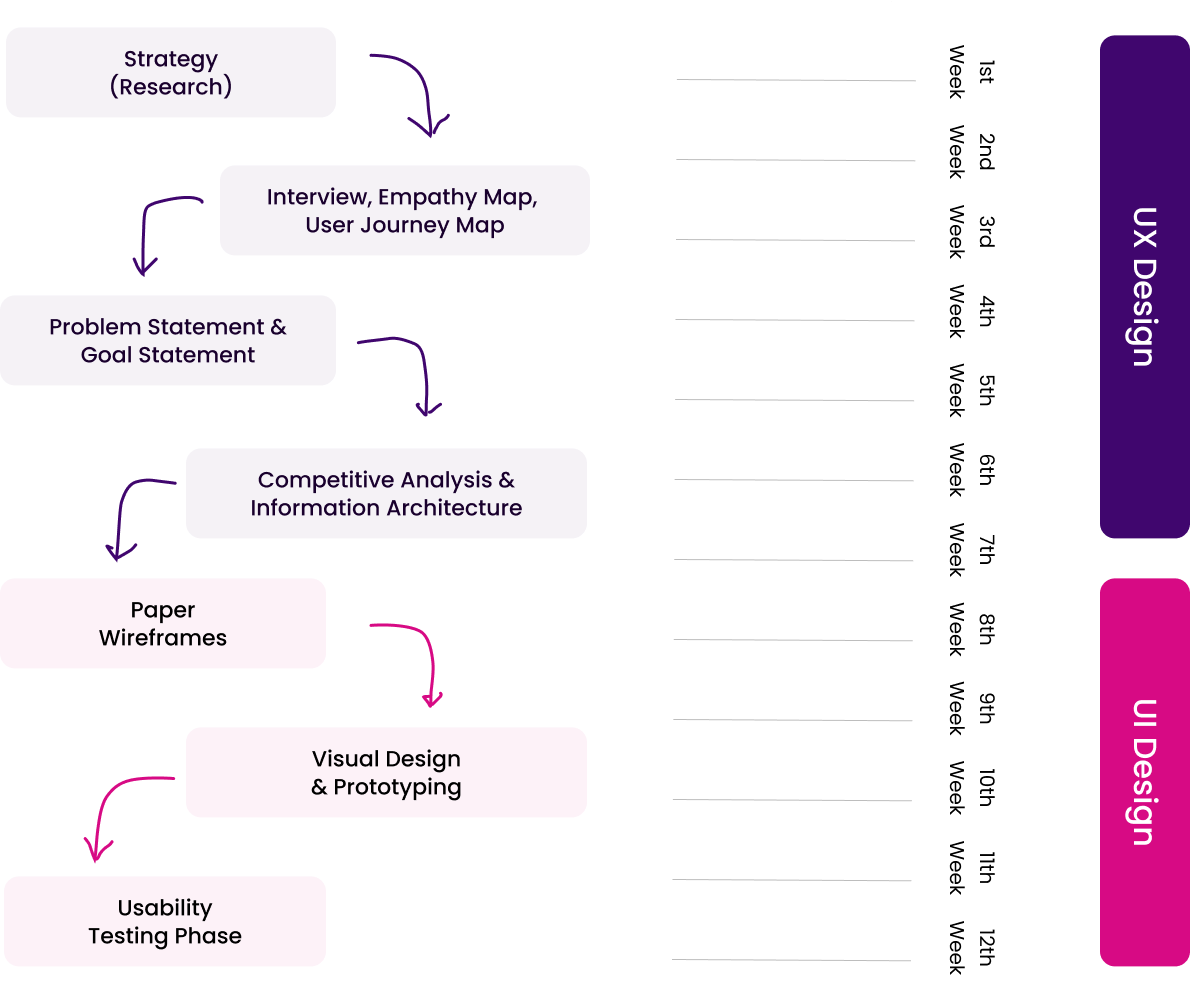 Strategy
(Research)
Interview, Empathy Map,
User Journey Map
Problem Statement &
Goal Statement
Competitive Analysis &
Information Architecture
Paper
Wireframes
Visual Design
& Prototyping
Usability
Testing Phase
1st
Week
2nd
Week
3rd
Week
4th
Week
5th
Week
6th
Week
7th
Week
8th
Week
9th
Week
10th
Week
11th
Week
12th
Week
UX Design
UI Design